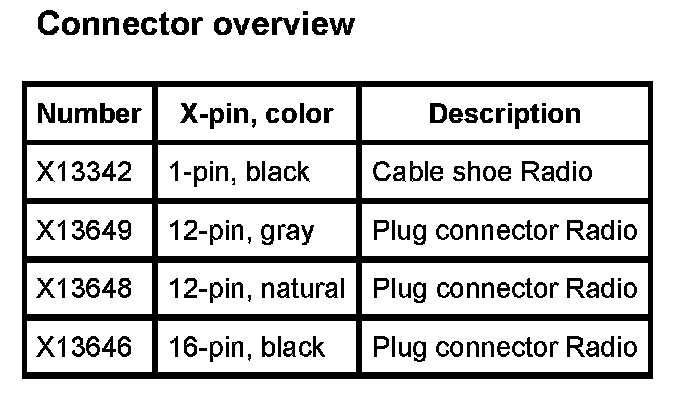 Connector overview
Number X-pin, color Description
X13342 1-pin, black Cable shoe Radio
X13649 12-pin, gray Plug connector Radio
X13648 12-pin, natural Plug connector Radio
X13646 16-pin, black Plug connector Radio